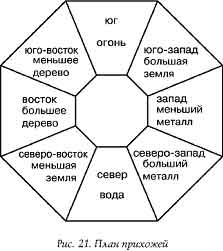 юг
огонь
юго-запад
большая
земля
запад
меньший
металл
северо-запад
больший
металл
север
вода
северо-восток
меньшая
земля
восток
большее
дерево
юго-восток
меньшее
дерево
Рис. 21. План прихожей